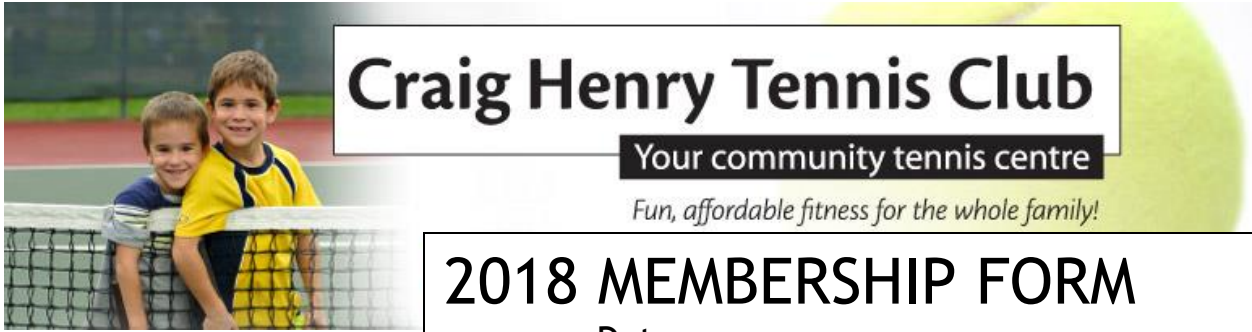 Craig Henry Tennis Club
Your community tennis centre
Fun, affordable fitness for the whole family!
2018 MEMBERSHIP FORM